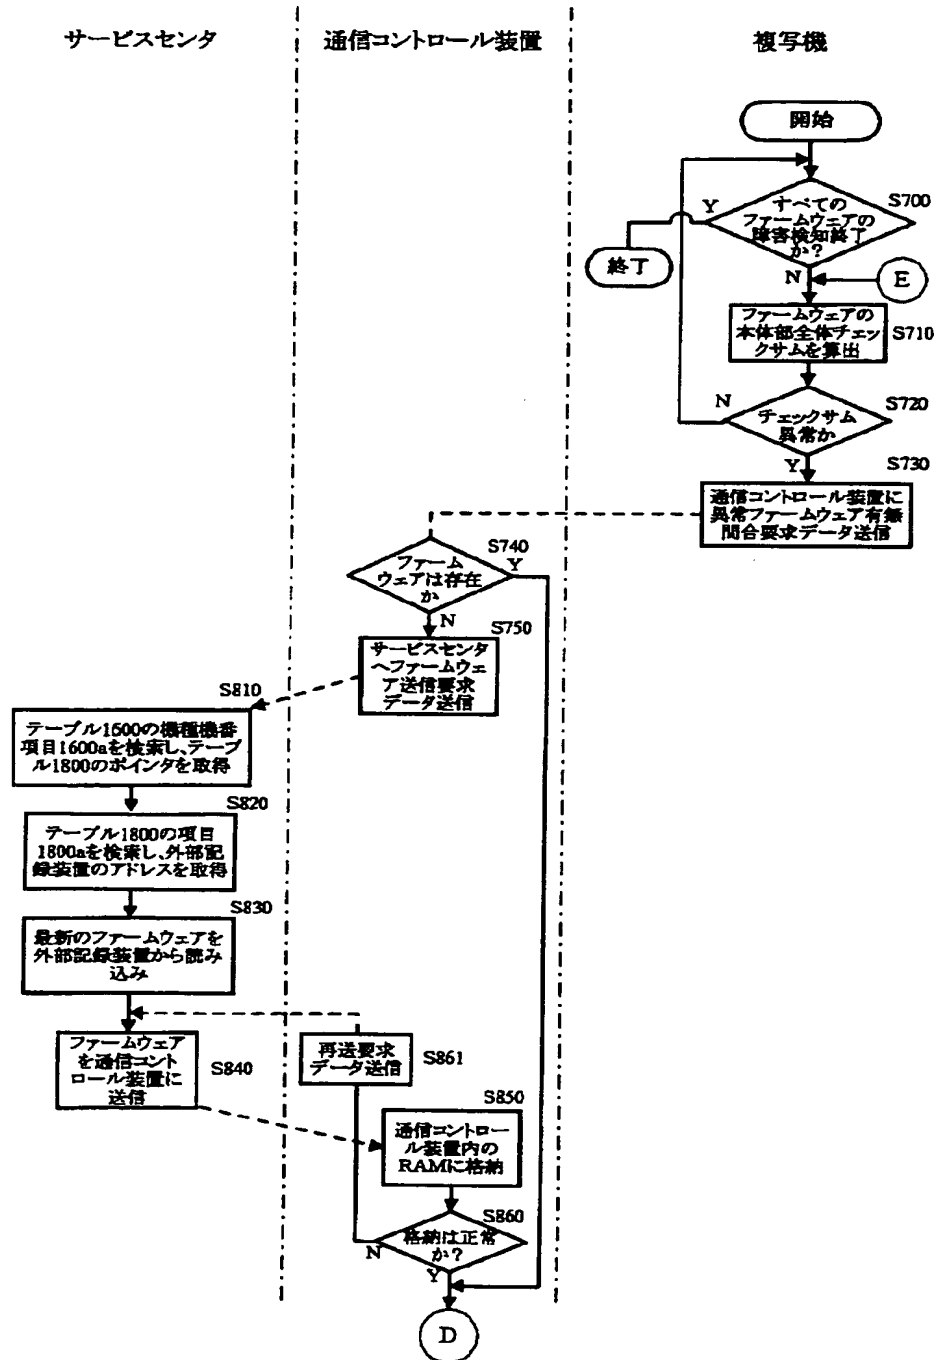 サービスセンタ
通信コントロール装置
複写機
開始
S700
Y
すべての
ファームウェアの
障害検知終了
か?
終了
N
E
ファームウェアの
本体部全体チェッ
クサムを算出
S710
N
S720
チェックサム
異常か
Y
S730
通信コントロール装置に
異常ファームウェア有無
問合要求データ送信
S740
Y
ファーム
ウェアは存在
か
N
S750
サービスセンタ
へファームウェ
ア送信要求
データ送信
S810
テーブル1600の機種機番
項目1600aを検索し、テーブ
ル1800のポインタを取得
S820
テーブル1800の項目
1800aを検索し、外部記
録装置のアドレスを取得
S830
最新のファームウェアを
外部記録装置から読み
込み
ファームウェア
を通信コント
ロール装置に
送信
S840
再送要求
データ送信
S861
S850
通信コントロー
ル装置内の
RAMに格納
S860
格納は正常
か?
N
Y
D